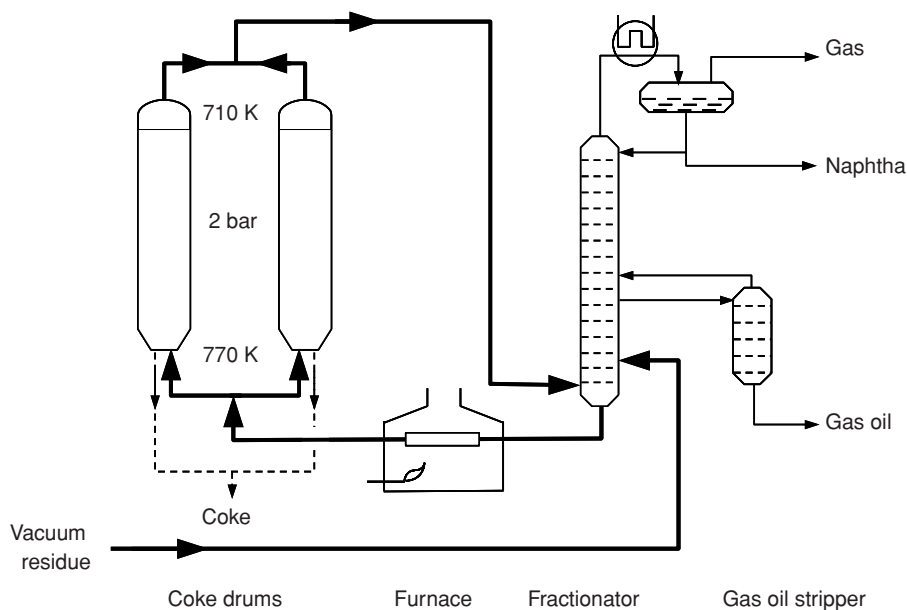 Gas
710 K
Naphtha
2 bar
770 K
Gas oil
Coke
Vacuum
residue
Coke drums
Furnace
Fractionator
Gas oil stripper